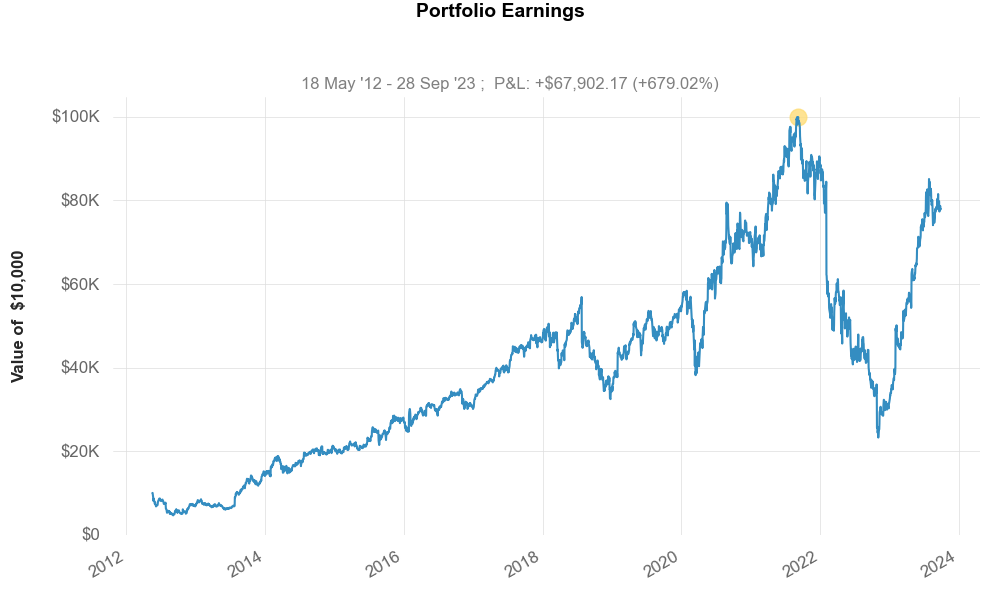 Portfolio Earnings
18 May '12 - 28 Sep '23 ;  P&L: +$67,902.17 (+679.02%)
Value of  $10,000
$100K
$80K
$60K
$40K
$20K
$0
2012
2014
2016
2018
2020
2022
2024